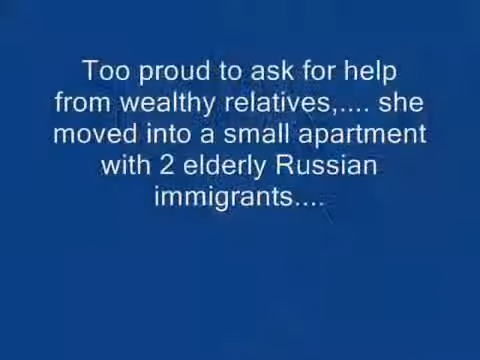 Too proud to ask for help
from wealthy relatives,.... she
moved into a small apartment
with 2 elderly Russian
immigrants....